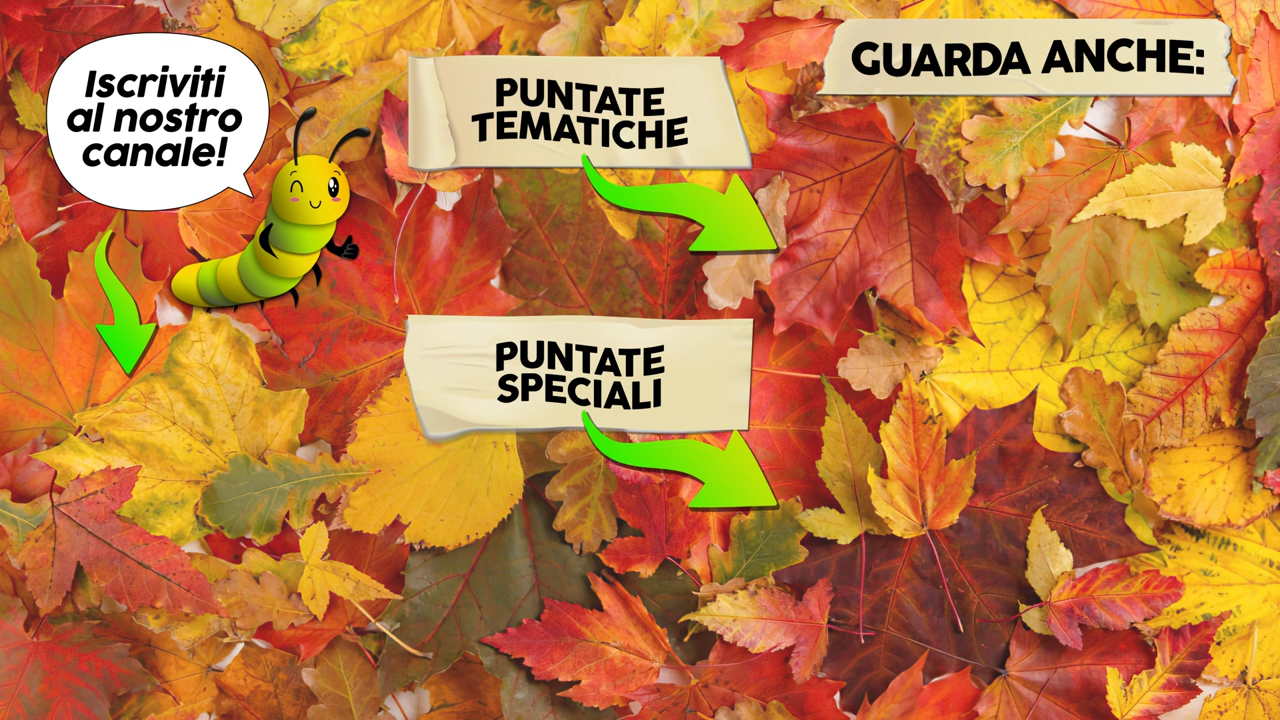 Iscriviti
al nostro
canale!
PUNTATE
TEMATICHE
GUARDA ANCHE:
PUNTATE
SPECIALI